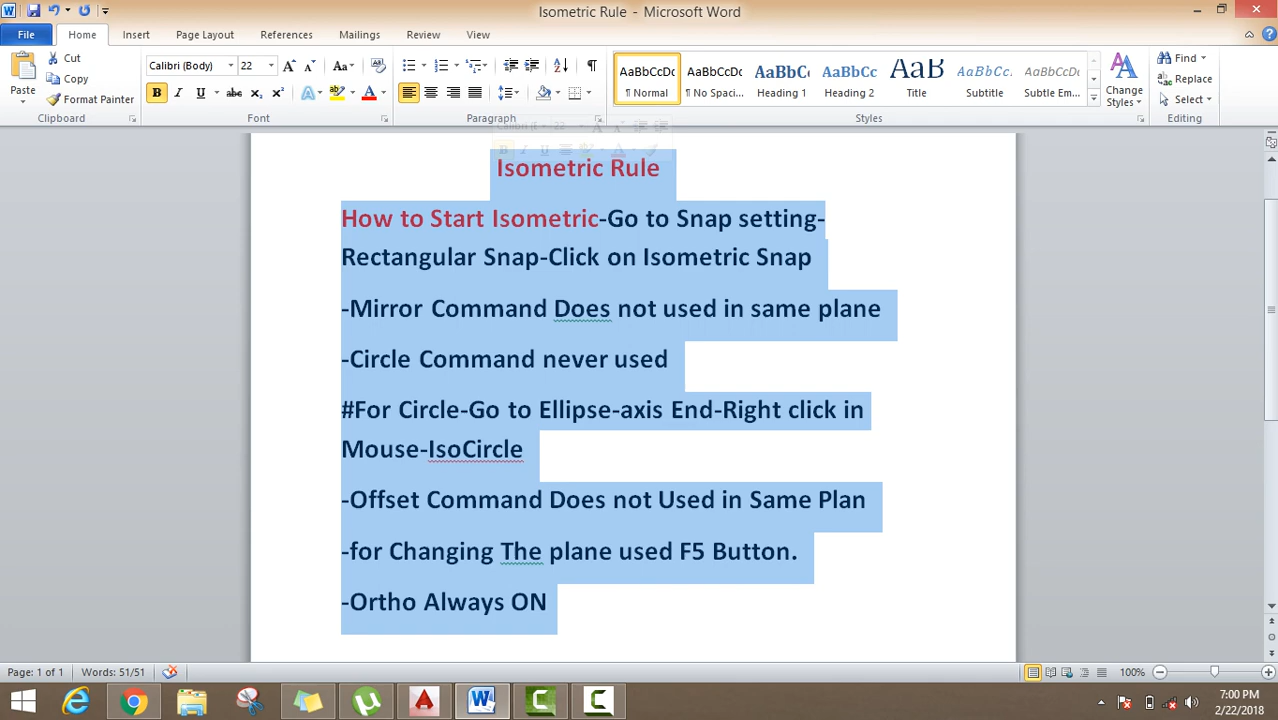 Isometric Rule - Microsoft Word
File Home Insert Page Layout References Mailings Review View
Paste
Cut
Copy
Format Painter
Calibri (Body) 22
B I U abc x₂ x² A ab A
Aa
AaBbCcDc ¶ Normal
AaBbCcDc ¶ No Spaci...
AaBbCc Heading 1
AaBbCc Heading 2
AaB Title
AaBbCcDc Subtitle
AaBbCcDc Subtle Em...
Change Styles
Find
Replace
Select
Clipboard Font Paragraph Styles Editing
Isometric Rule
How to Start Isometric-Go to Snap setting-
Rectangular Snap-Click on Isometric Snap
-Mirror Command Does not used in same plane
-Circle Command never used
#For Circle-Go to Ellipse-axis End-Right click in
Mouse-IsoCircle
-Offset Command Does not Used in Same Plan
-for Changing The plane used F5 Button.
-Ortho Always ON
Page: 1 of 1 Words: 51/51 100%
7:00 PM
2/22/2018